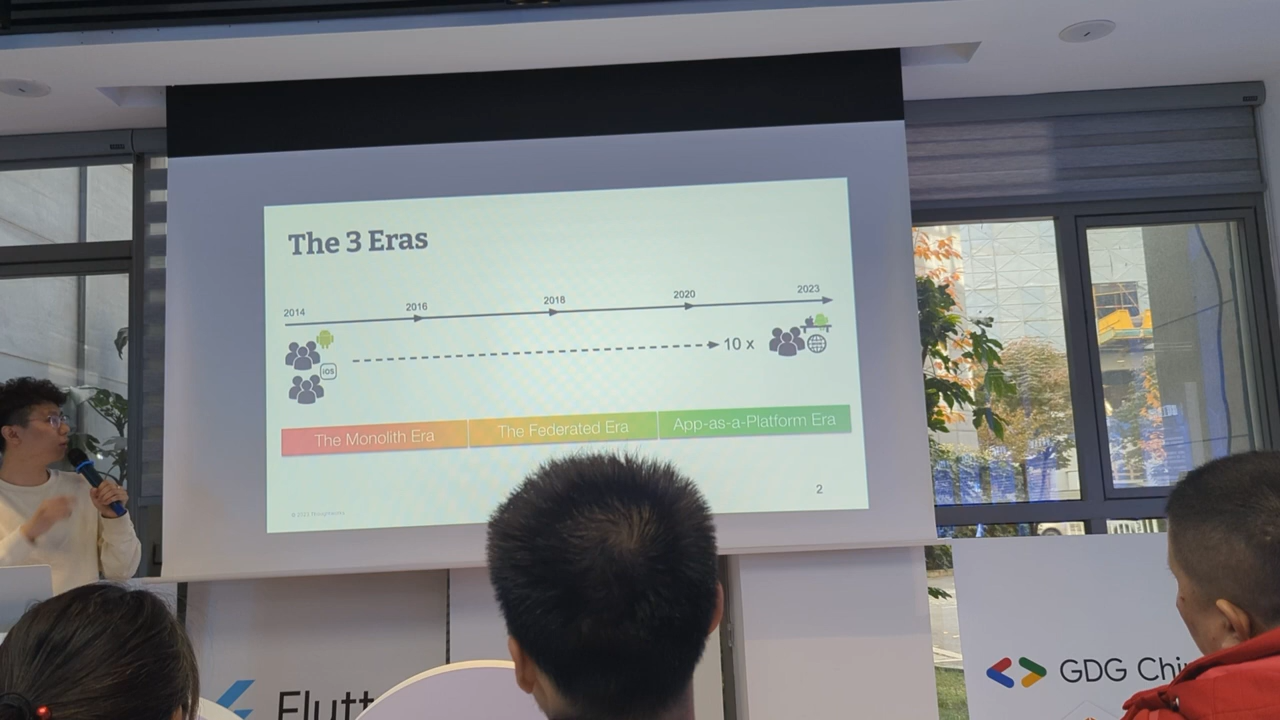 The 3 Eras
2014 2016 2018 2020 2023
10 x
iOS
The Monolith Era The Federated Era App-as-a-Platform Era
2
Flutt
GDG Chi